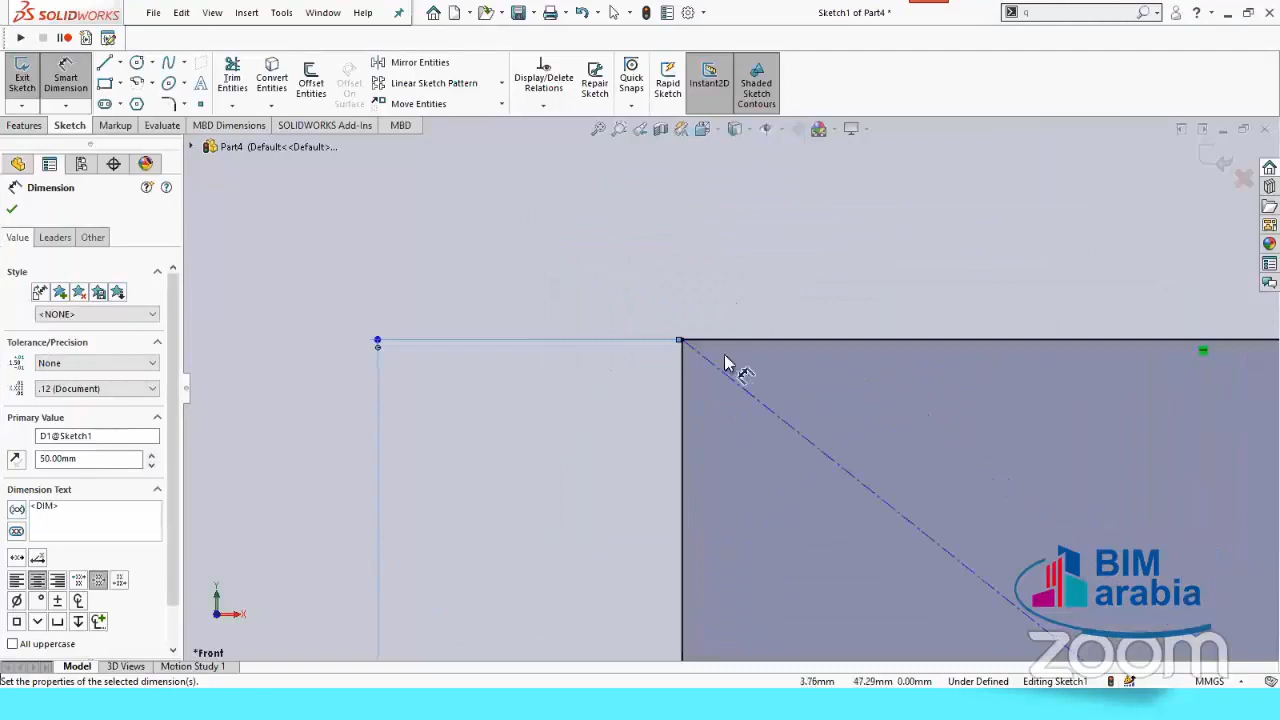 SOLIDWORKS File Edit View Insert Tools Window Help Sketch1 of Part4 * q ?
Exit Sketch Smart Dimension Trim Entities Convert Entities Offset Entities Offset On Surface Mirror Entities Linear Sketch Pattern Move Entities Display/Delete Relations Repair Sketch Quick Snaps Rapid Sketch Instant2D Shaded Sketch Contours
Features Sketch Markup Evaluate MBD Dimensions SOLIDWORKS Add-Ins MBD
Part4 (Default< <Default>...
Dimension
Value Leaders Other
Style
<NONE>
Tolerance/Precision
None
.12 (Document)
Primary Value
D1@Sketch1
50.00mm
Dimension Text
<DIM>
All uppercase
Y
X
*Front
BIM
arabia
zoom
Model 3D Views Motion Study 1
Set the properties of the selected dimension(s). 3.76mm 47.29mm 0.00mm Under Defined Editing Sketch1 MMGS